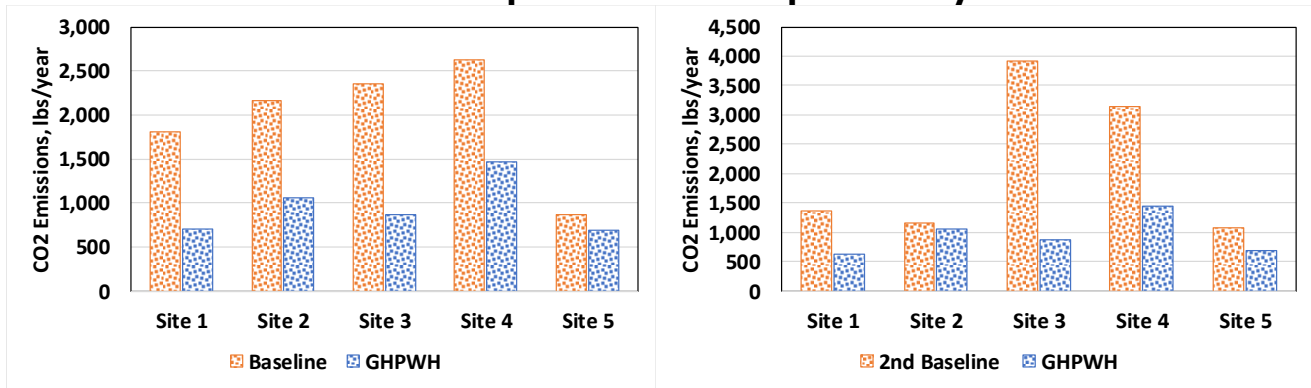 3,000
2,500
2,000
1,500
1,000
500
0
CO2 Emissions, lbs/year
Site 1 Site 2 Site 3 Site 4 Site 5
Baseline GHPWH
4,500
4,000
3,500
3,000
2,500
2,000
1,500
1,000
500
0
CO2 Emissions, lbs/year
Site 1 Site 2 Site 3 Site 4 Site 5
2nd Baseline GHPWH